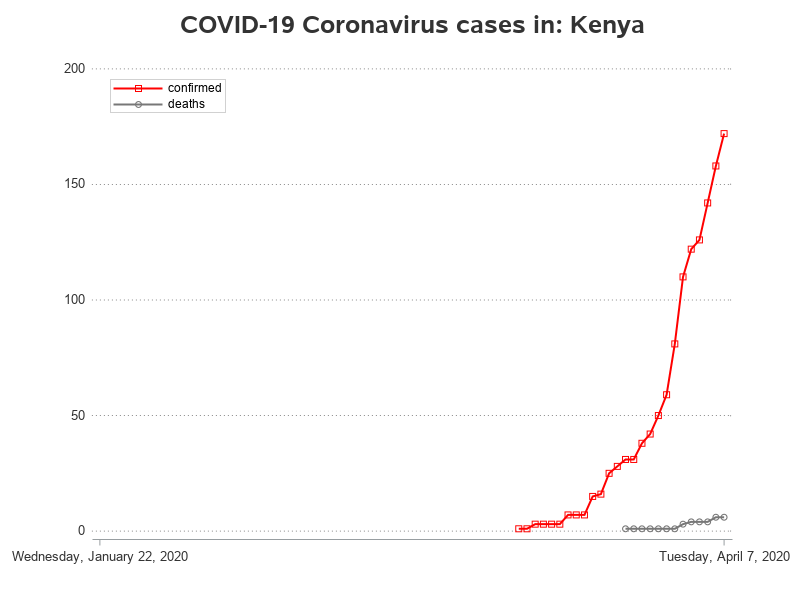 COVID-19 Coronavirus cases in: Kenya
200
confirmed
deaths
150
100
50
0
Wednesday, January 22, 2020 Tuesday, April 7, 2020